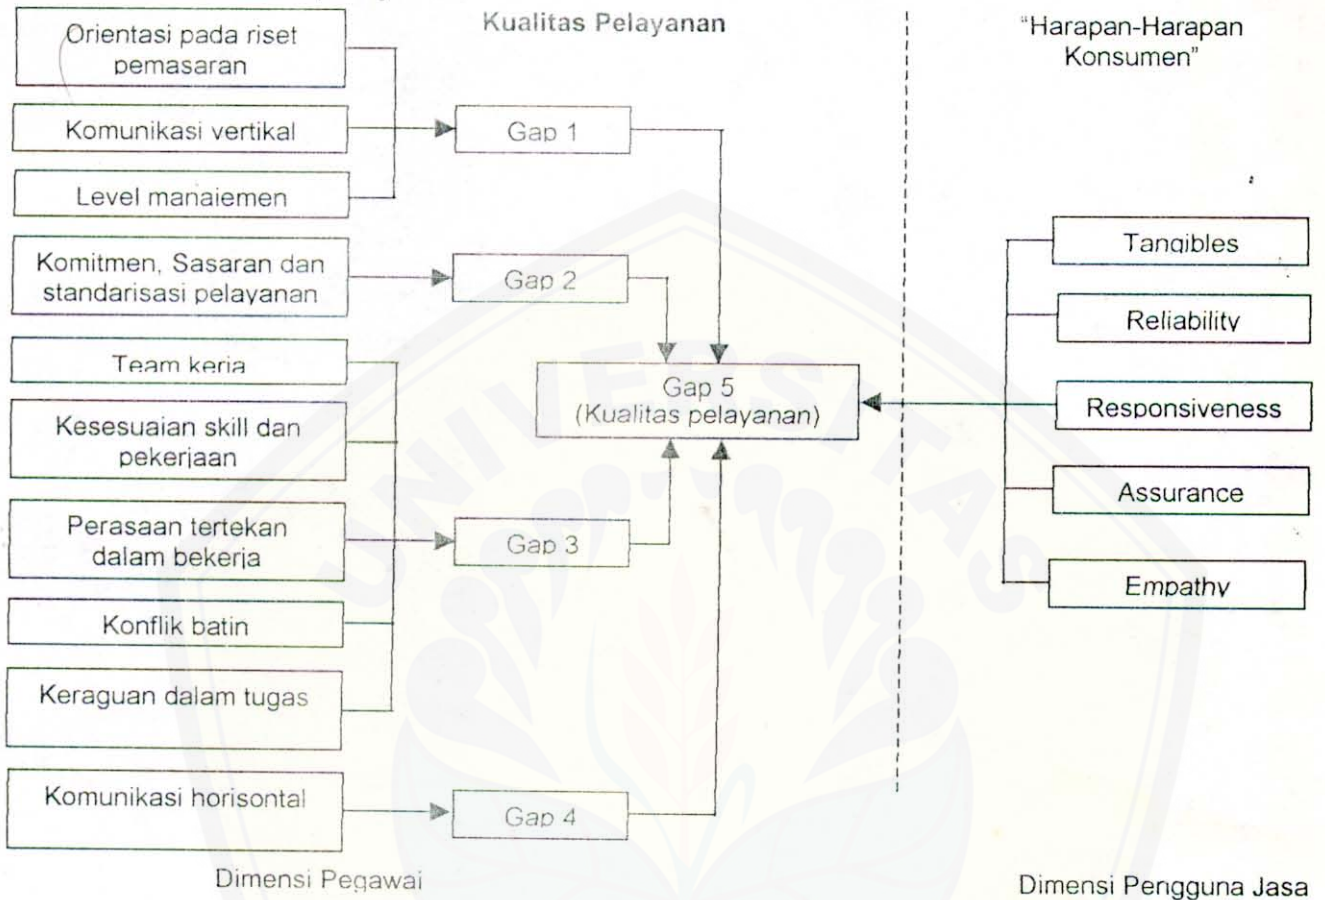 Kualitas Pelayanan
"Harapan-Harapan
Konsumen"
Orientasi pada riset
pemasaran
Komunikasi vertikal
Level manajemen
Komitmen, Sasaran dan
standarisasi pelayanan
Team kerja
Kesesuaian skill dan
pekerjaan
Perasaan tertekan
dalam bekerja
Konflik batin
Keraguan dalam tugas
Komunikasi horisontal
Gap 1
Gap 2
Gap 3
Gap 4
Gap 5
(Kualitas pelayanan)
Tangibles
Reliability
Responsiveness
Assurance
Empathy
Dimensi Pegawai
Dimensi Pengguna Jasa
UNIVERSITAS